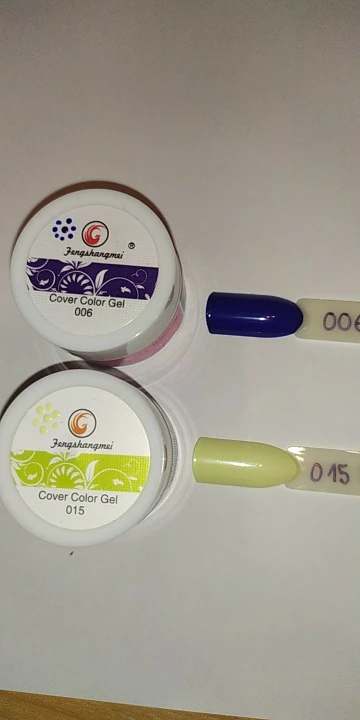 Fengshangmei ®
Cover Color Gel
006
006
Fengshangmei
Cover Color Gel
015
015